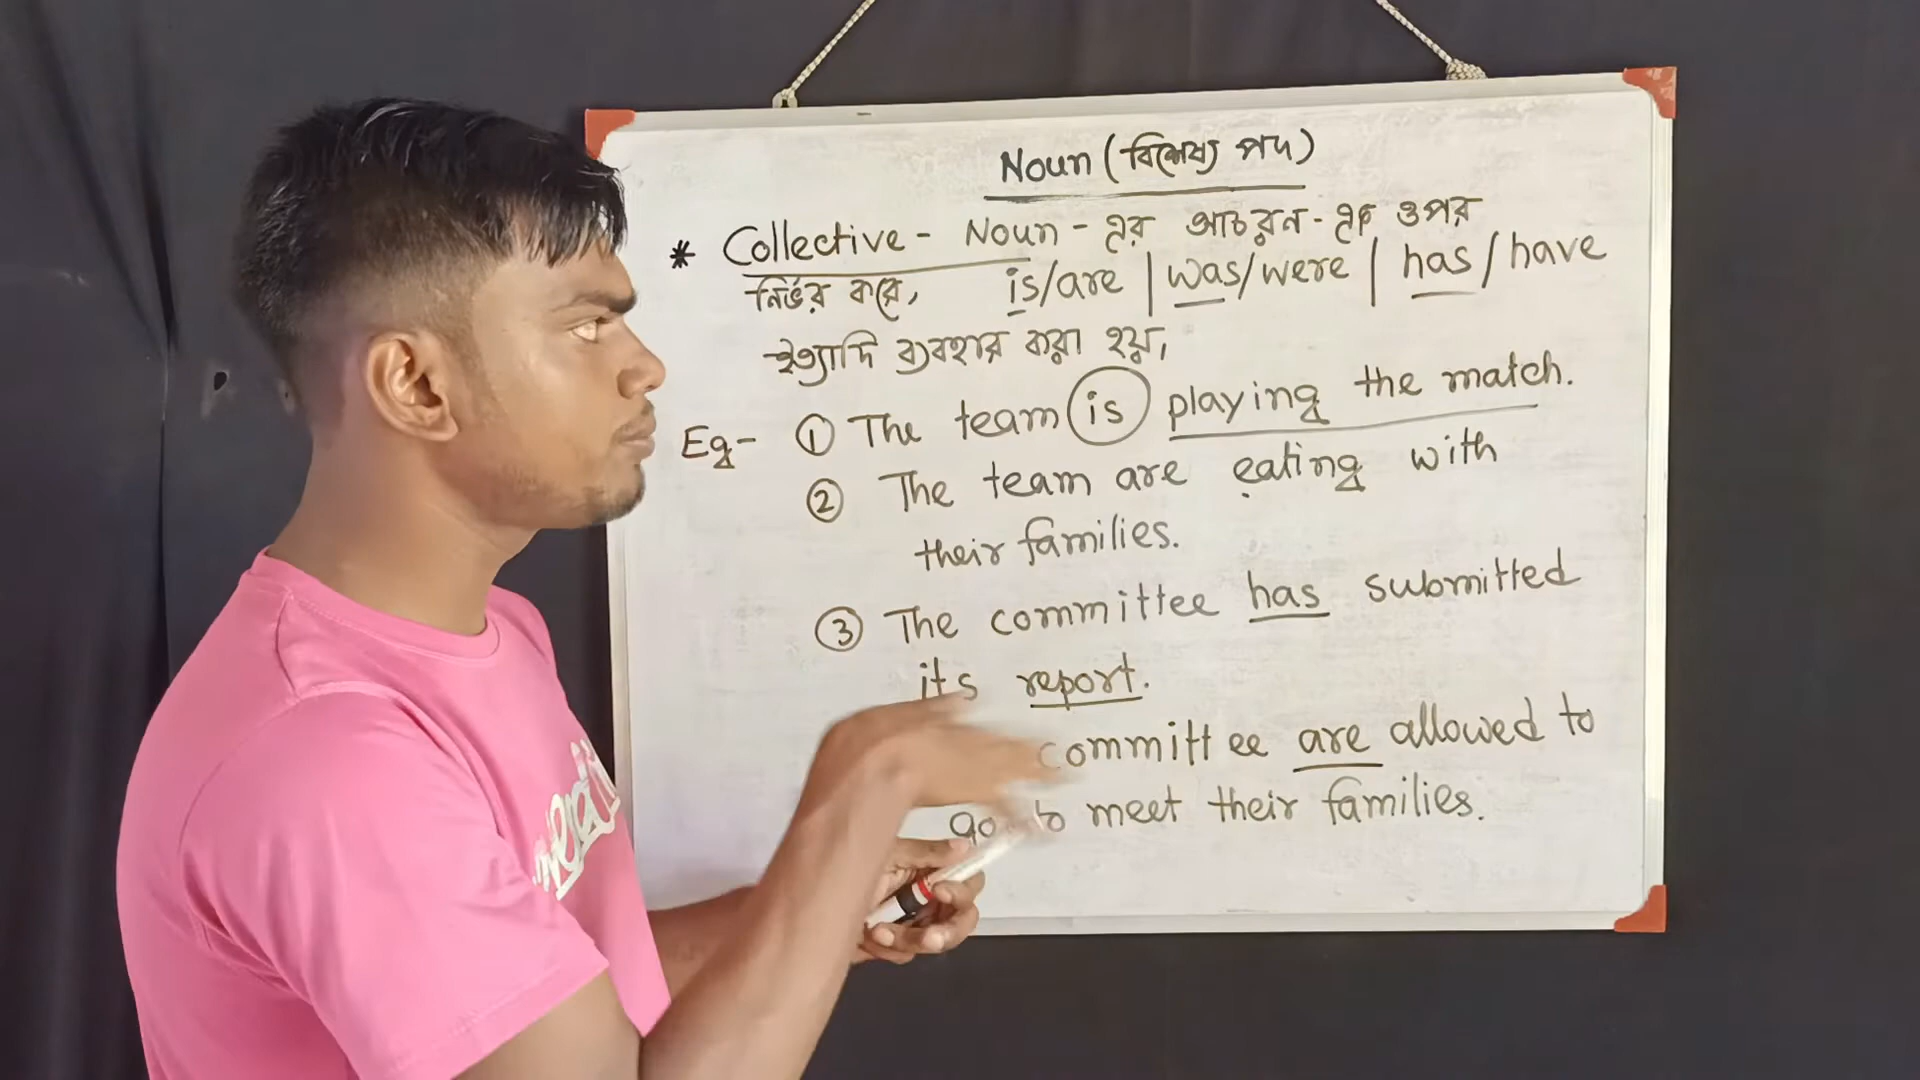 Noun (বিশেষ্য পদ)
* Collective - Noun - এর আচরন - এর ওপর
নির্ভর করে, is/are | was/were | has/have
ইত্যাদি ব্যবহার করা হয়,
Eg- ① The team is playing the match.
② The team are eating with
their families.
③ The committee has submitted
its report.
committee are allowed to
go to meet their families.